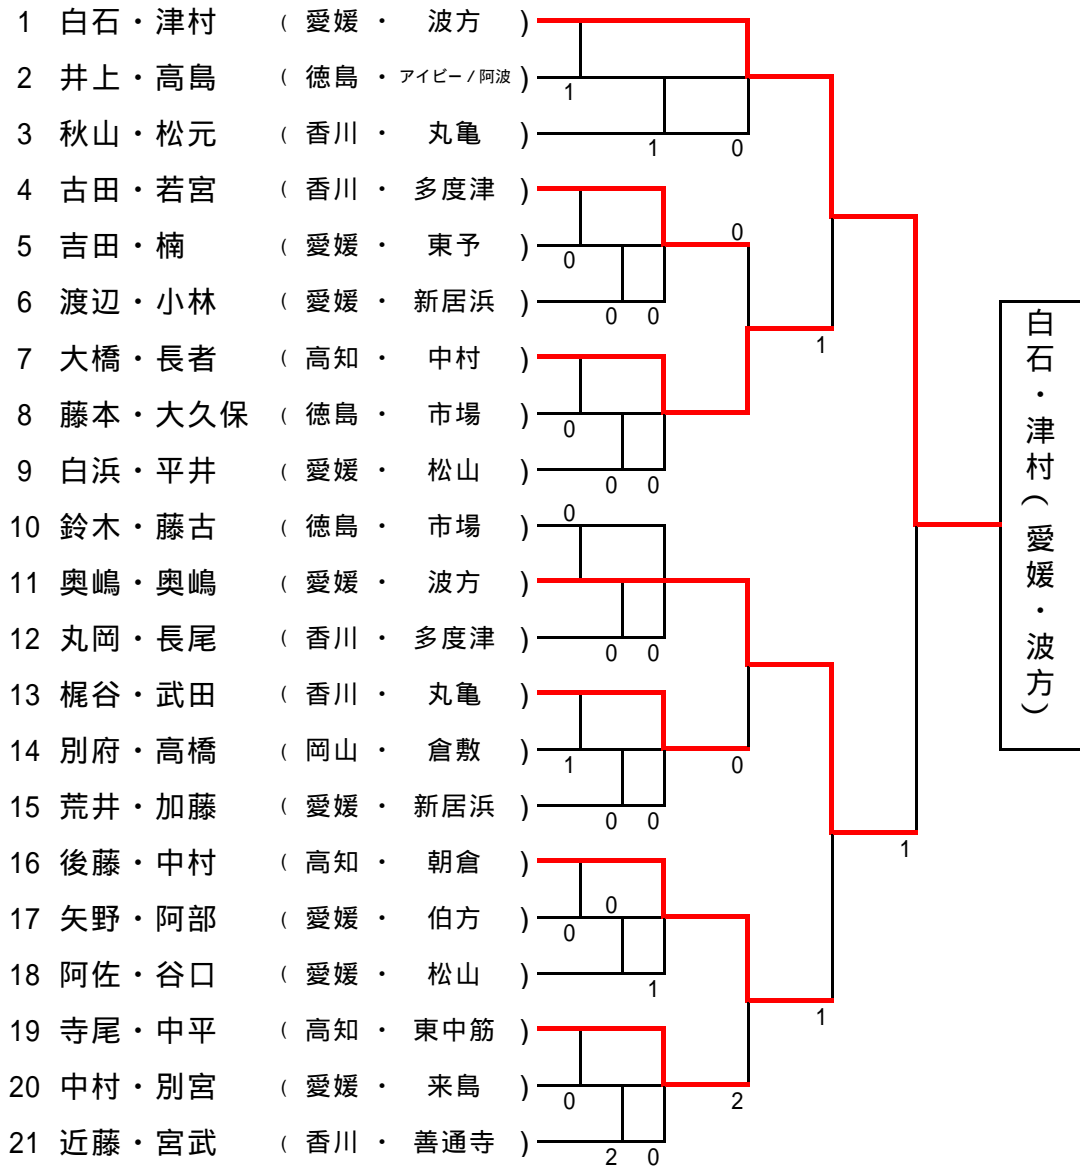 1 白石・津村 ( 愛媛 ・ 波方 )
2 井上・高島 ( 徳島 ・ アイビー / 阿波 )
1
3 秋山・松元 ( 香川 ・ 丸亀 )
1 0
4 古田・若宮 ( 香川 ・ 多度津 )
0
5 吉田・楠 ( 愛媛 ・ 東予 )
0
6 渡辺・小林 ( 愛媛 ・ 新居浜 )
0 0
7 大橋・長者 ( 高知 ・ 中村 )
1
8 藤本・大久保 ( 徳島 ・ 市場 )
0
9 白浜・平井 ( 愛媛 ・ 松山 )
0 0
10 鈴木・藤古 ( 徳島 ・ 市場 )
0
11 奥嶋・奥嶋 ( 愛媛 ・ 波方 )
12 丸岡・長尾 ( 香川 ・ 多度津 )
0 0
13 梶谷・武田 ( 香川 ・ 丸亀 )
14 別府・高橋 ( 岡山 ・ 倉敷 )
1 0
15 荒井・加藤 ( 愛媛 ・ 新居浜 )
0 0
1
16 後藤・中村 ( 高知 ・ 朝倉 )
0
17 矢野・阿部 ( 愛媛 ・ 伯方 )
0
18 阿佐・谷口 ( 愛媛 ・ 松山 )
1
1
19 寺尾・中平 ( 高知 ・ 東中筋 )
20 中村・別宮 ( 愛媛 ・ 来島 )
0 2
21 近藤・宮武 ( 香川 ・ 善通寺 )
2 0
白石・津村(愛媛・波方)